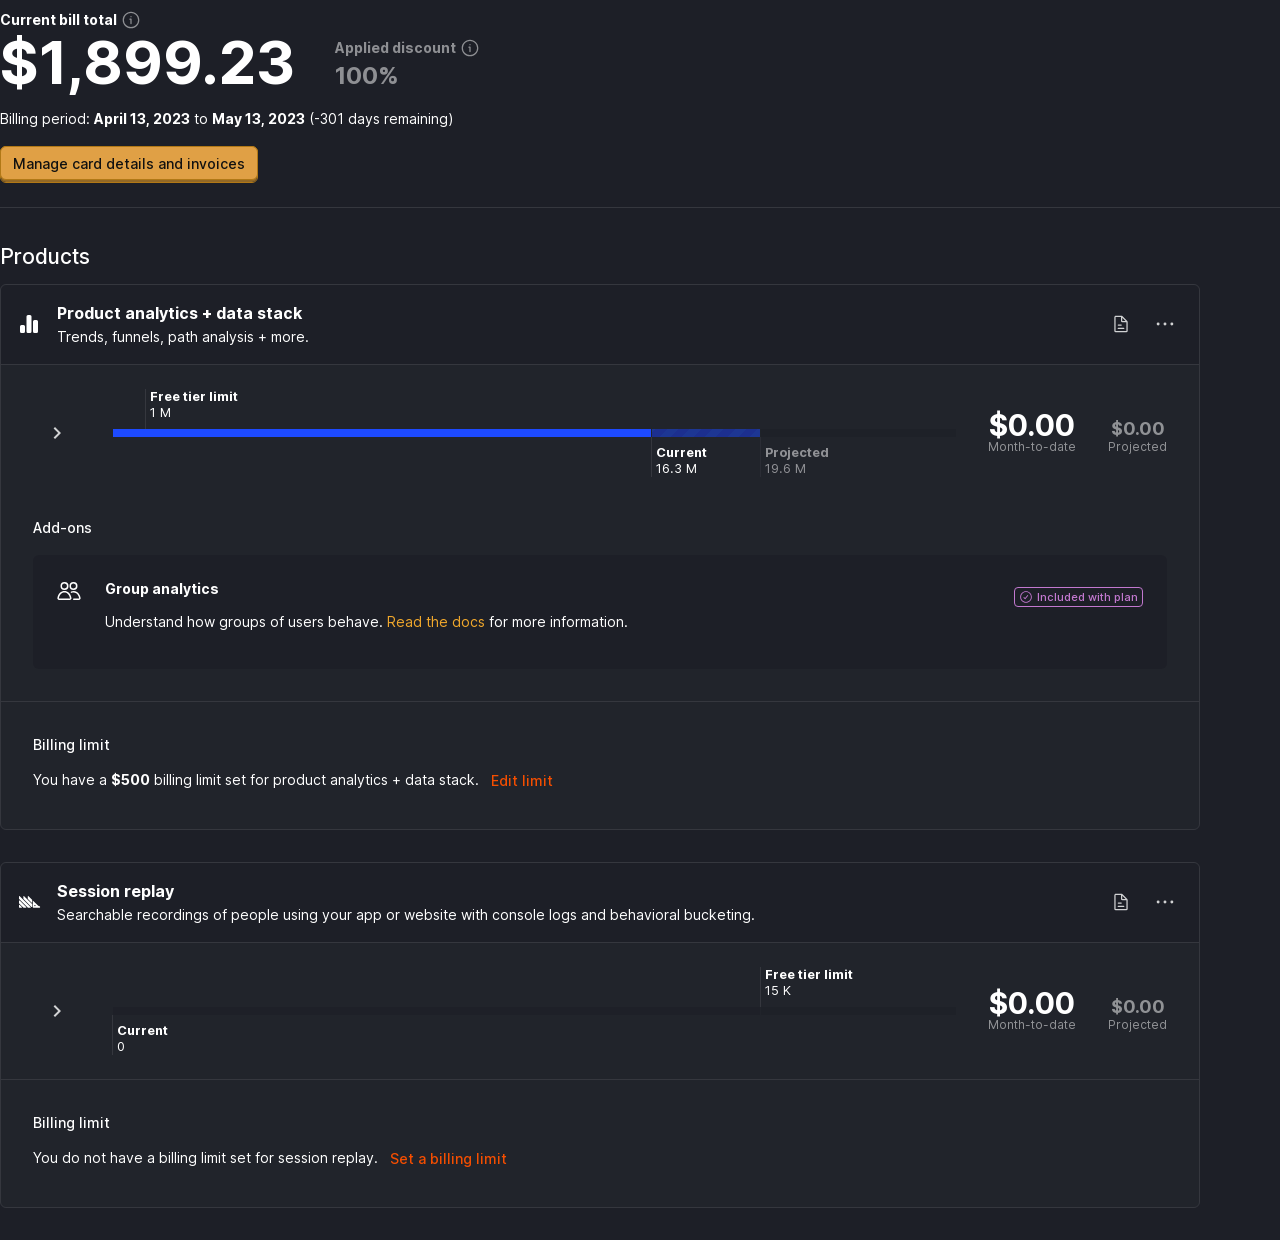 Current bill total
$1,899.23
Applied discount
100%
Billing period: April 13, 2023 to May 13, 2023 (-301 days remaining)
Manage card details and invoices
Products
Product analytics + data stack
Trends, funnels, path analysis + more.
Free tier limit
1 M
Current
16.3 M
Projected
19.6 M
$0.00
Month-to-date
$0.00
Projected
Add-ons
Group analytics
Included with plan
Understand how groups of users behave. Read the docs for more information.
Billing limit
You have a $500 billing limit set for product analytics + data stack. Edit limit
Session replay
Searchable recordings of people using your app or website with console logs and behavioral bucketing.
Free tier limit
15 K
Current
0
$0.00
Month-to-date
$0.00
Projected
Billing limit
You do not have a billing limit set for session replay. Set a billing limit